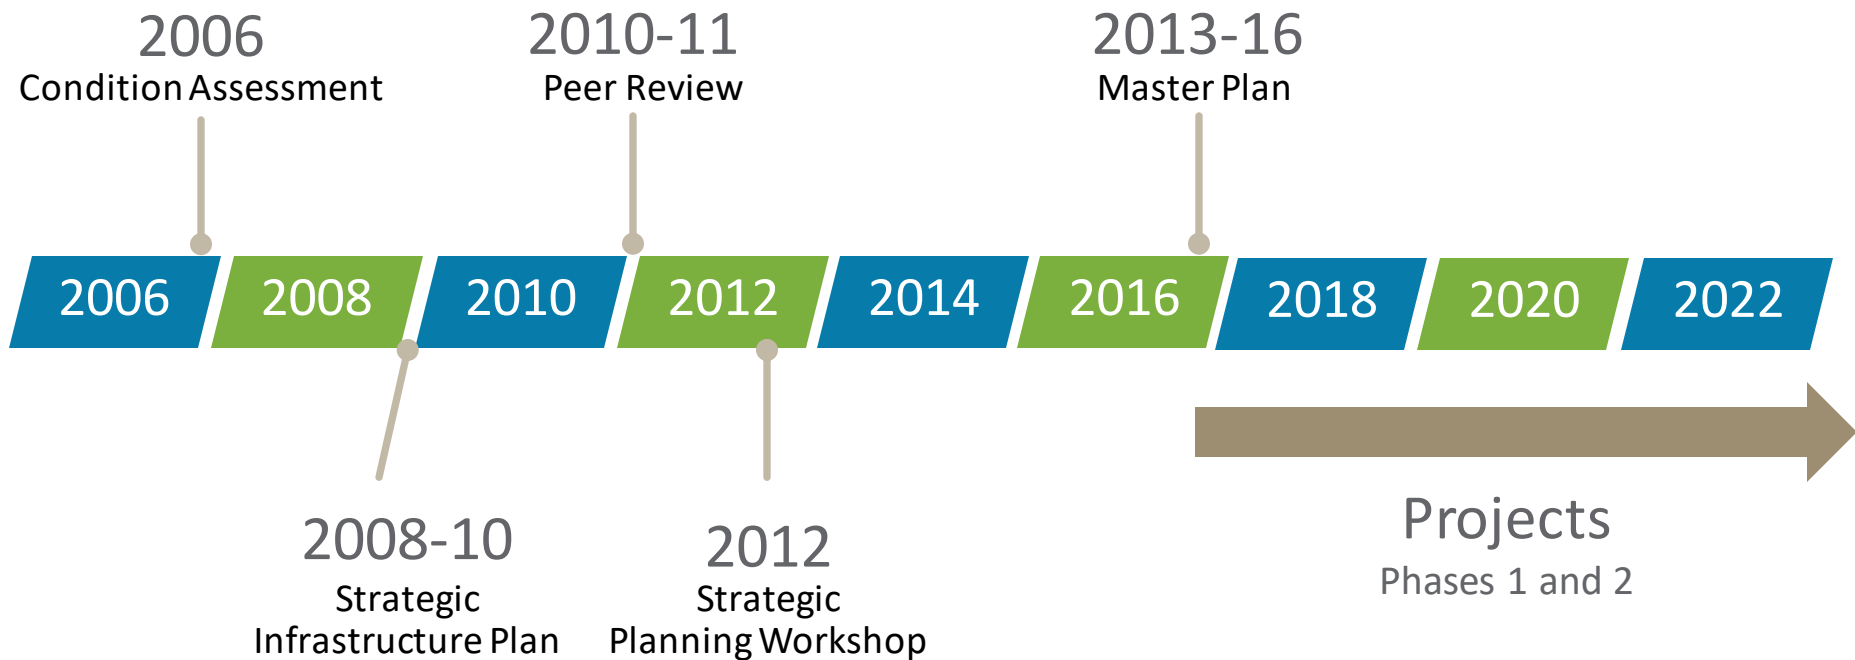 2006
Condition Assessment
2010-11
Peer Review
2013-16
Master Plan
2006
2008
2010
2012
2014
2016
2018
2020
2022
2008-10
Strategic
Infrastructure Plan
2012
Strategic
Planning Workshop
Projects
Phases 1 and 2